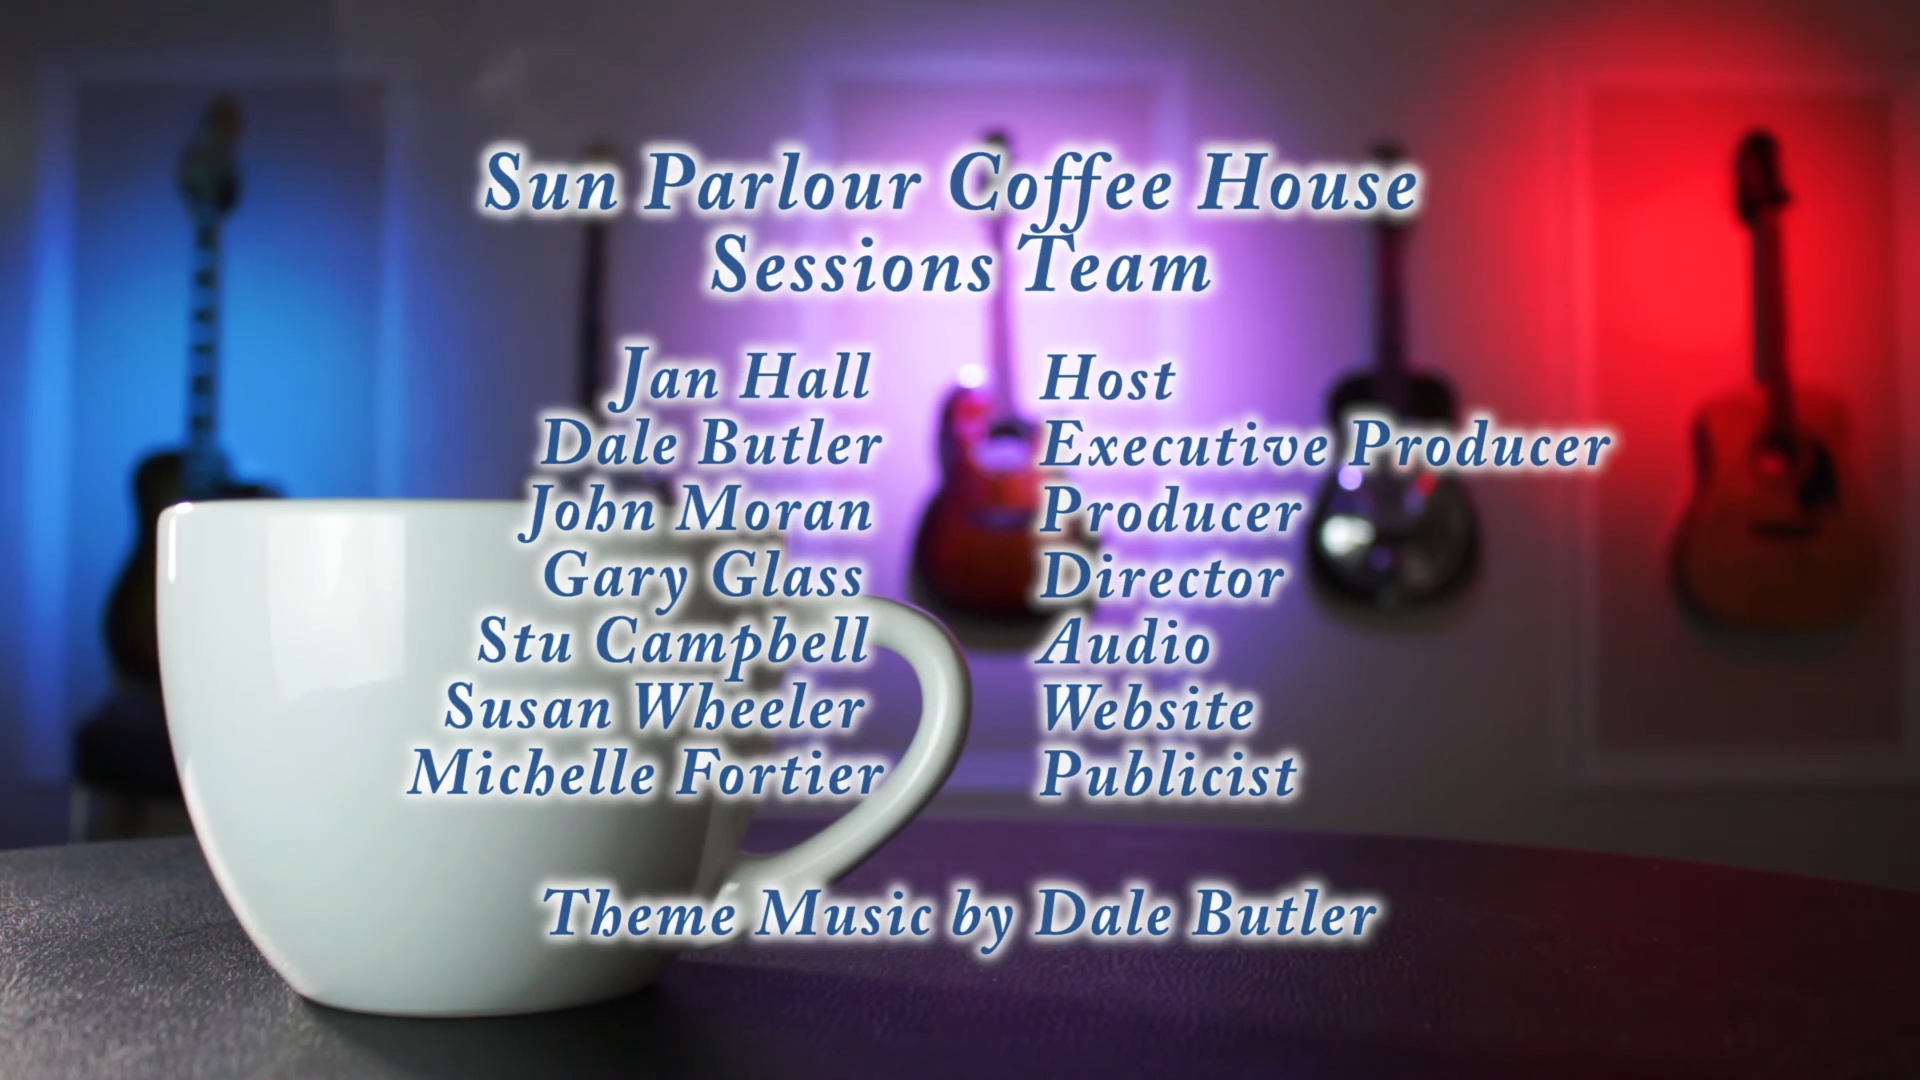 Sun Parlour Coffee House
Sessions Team
Jan Hall Host
Dale Butler Executive Producer
John Moran Producer
Gary Glass Director
Stu Campbell Audio
Susan Wheeler Website
Michelle Fortier Publicist
Theme Music by Dale Butler